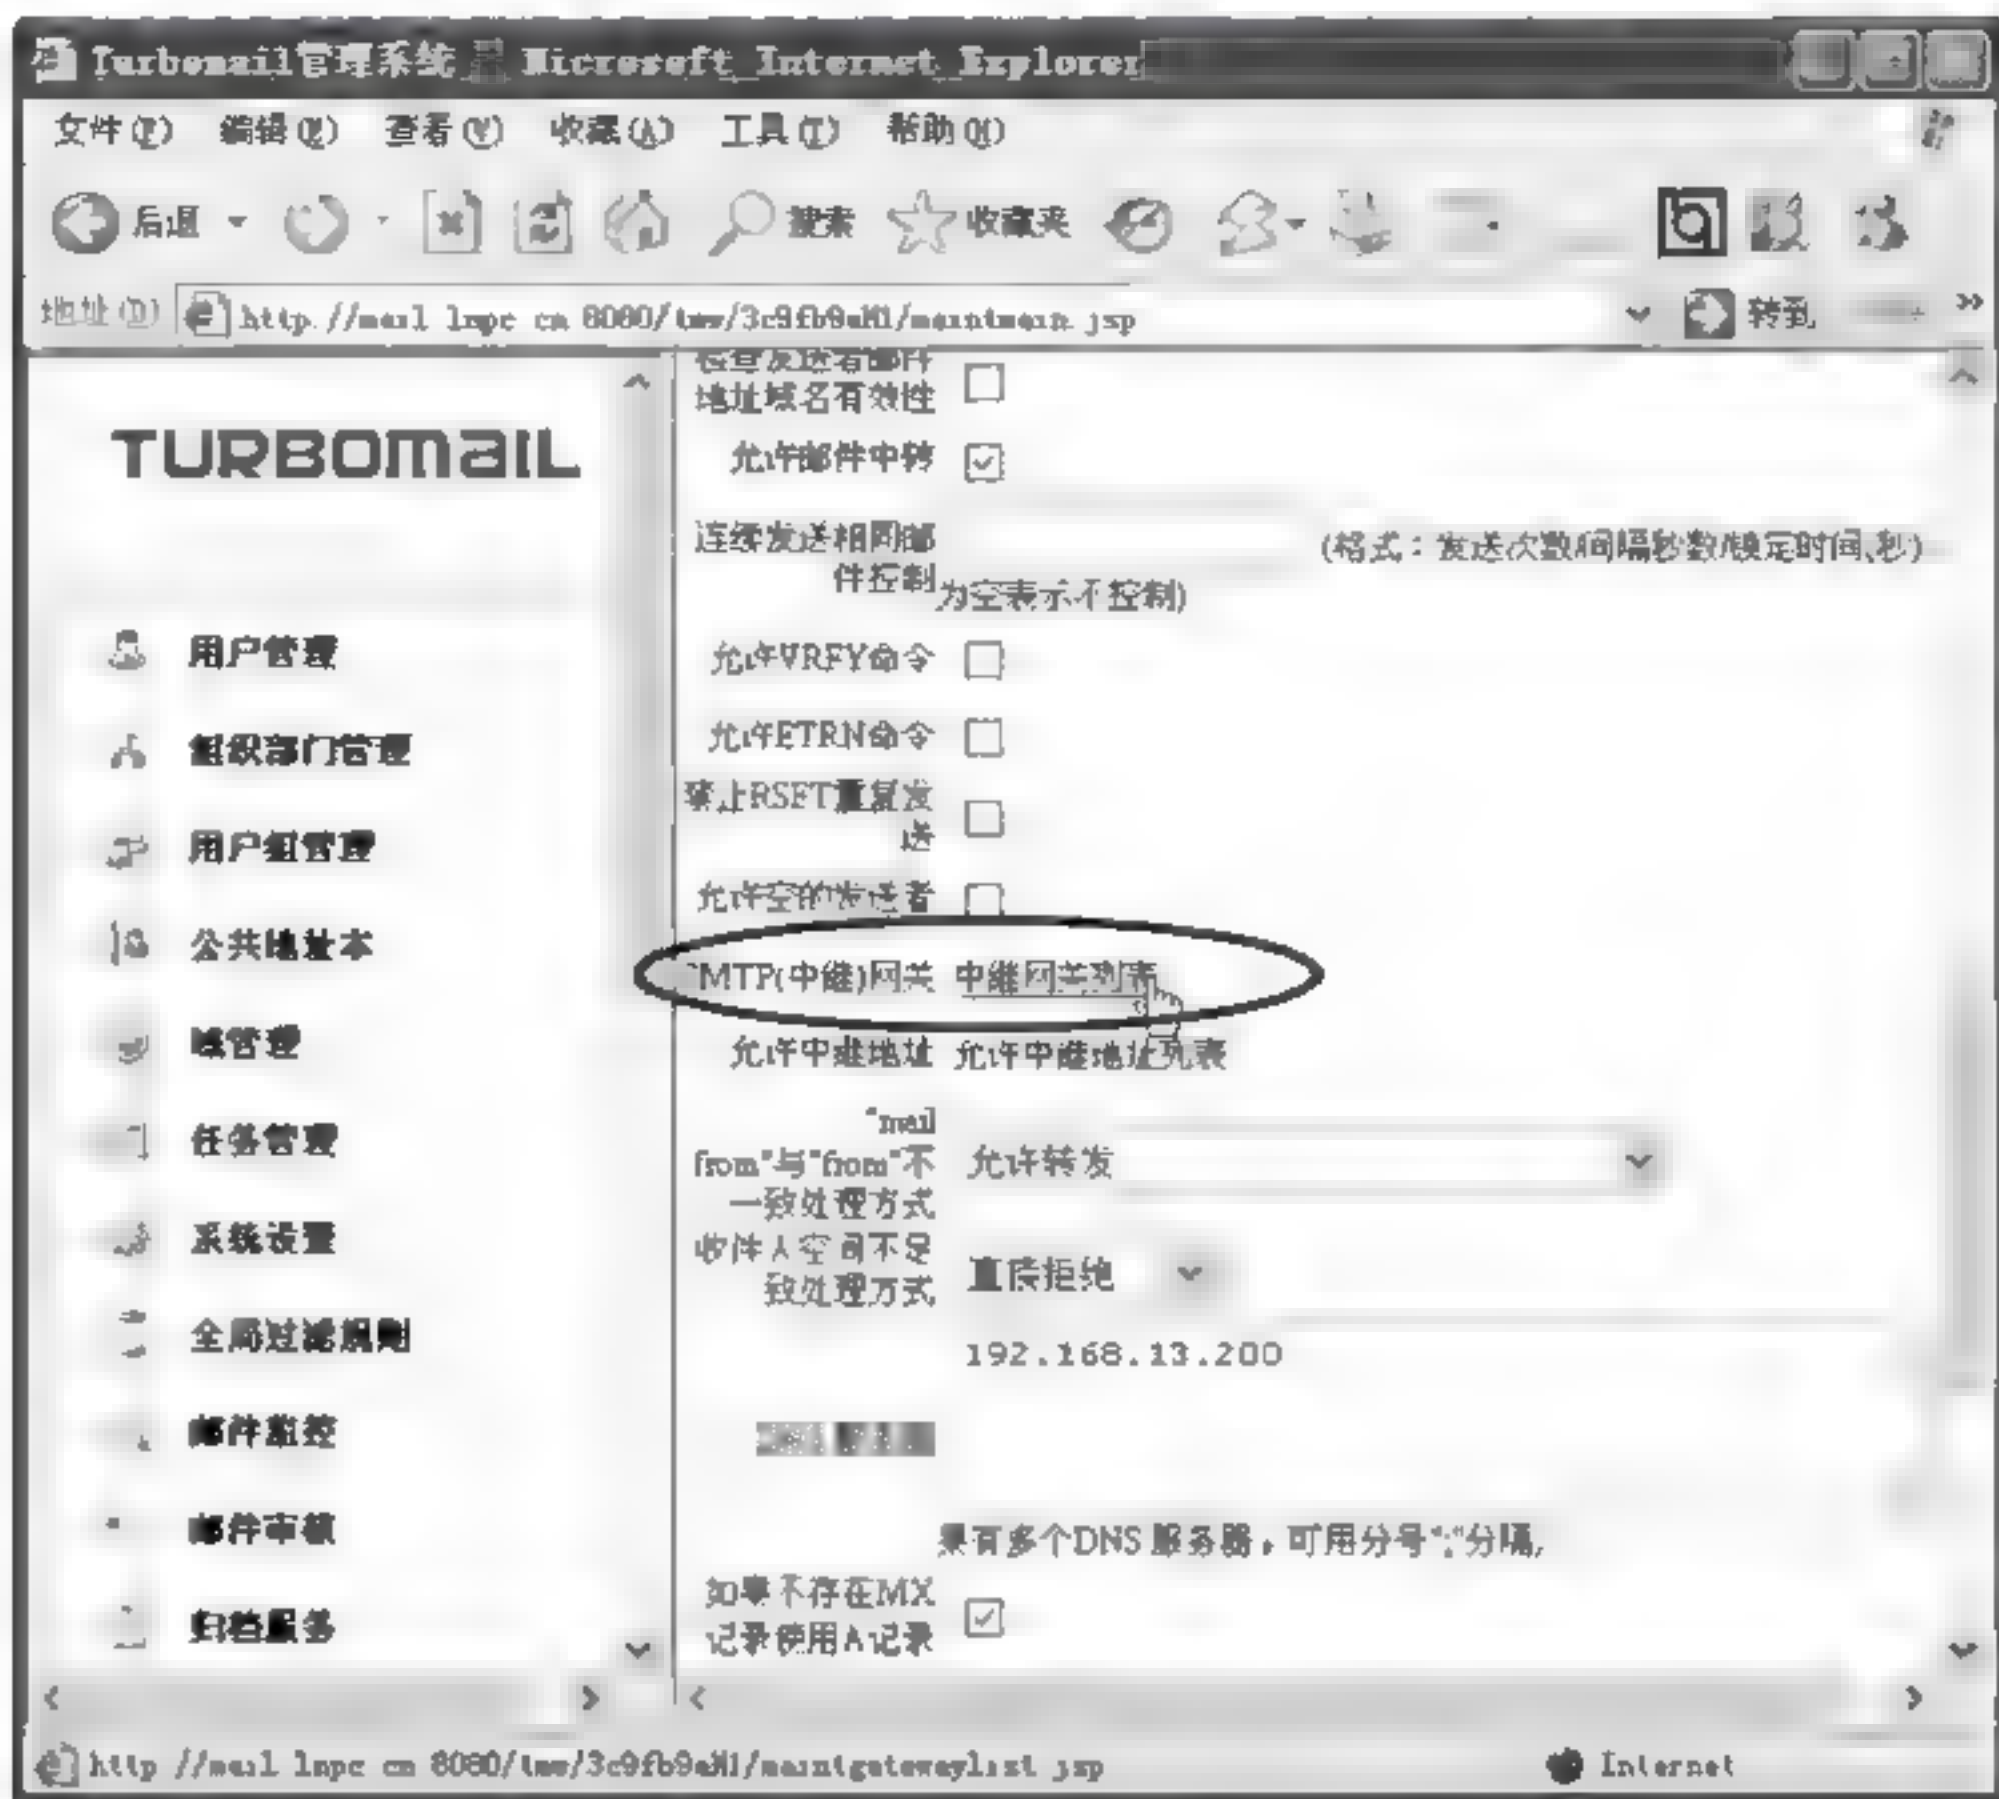 Turbomail管理系统 Microsoft Internet Explorer
文件(F) 编辑(E) 查看(V) 收藏(A) 工具(T) 帮助(H)
后退 搜索 收藏夹
地址(D) http://mail.lnpc.cn:8080/ 转到
TURBOMAIL
用户管理
组织部门管理
用户组管理
公共地址本
域管理
任务管理
系统设置
全局过滤规则
邮件监控
邮件审核
归档服务
检查发送者邮件
地址域名有效性
允许邮件中转
连续发送相同邮
件控制
(格式：发送次数/间隔秒数/锁定时间,秒)
为空表示不控制)
允许VRFY命令
允许ETRN命令
禁止RSET重复发
送
允许空的发送者
MTP(中继)网关 中继网关列表
允许中继地址 允许中继地址列表
"mail
from"与"from"不
一致处理方式
允许转发
收件人空间不足
致处理方式
直接拒绝
192.168.13.200
果有多个DNS服务器，可用分号";"分隔,
如果不存在MX
记录使用A记录
http://mail.lnpc.cn:8080/ Internet